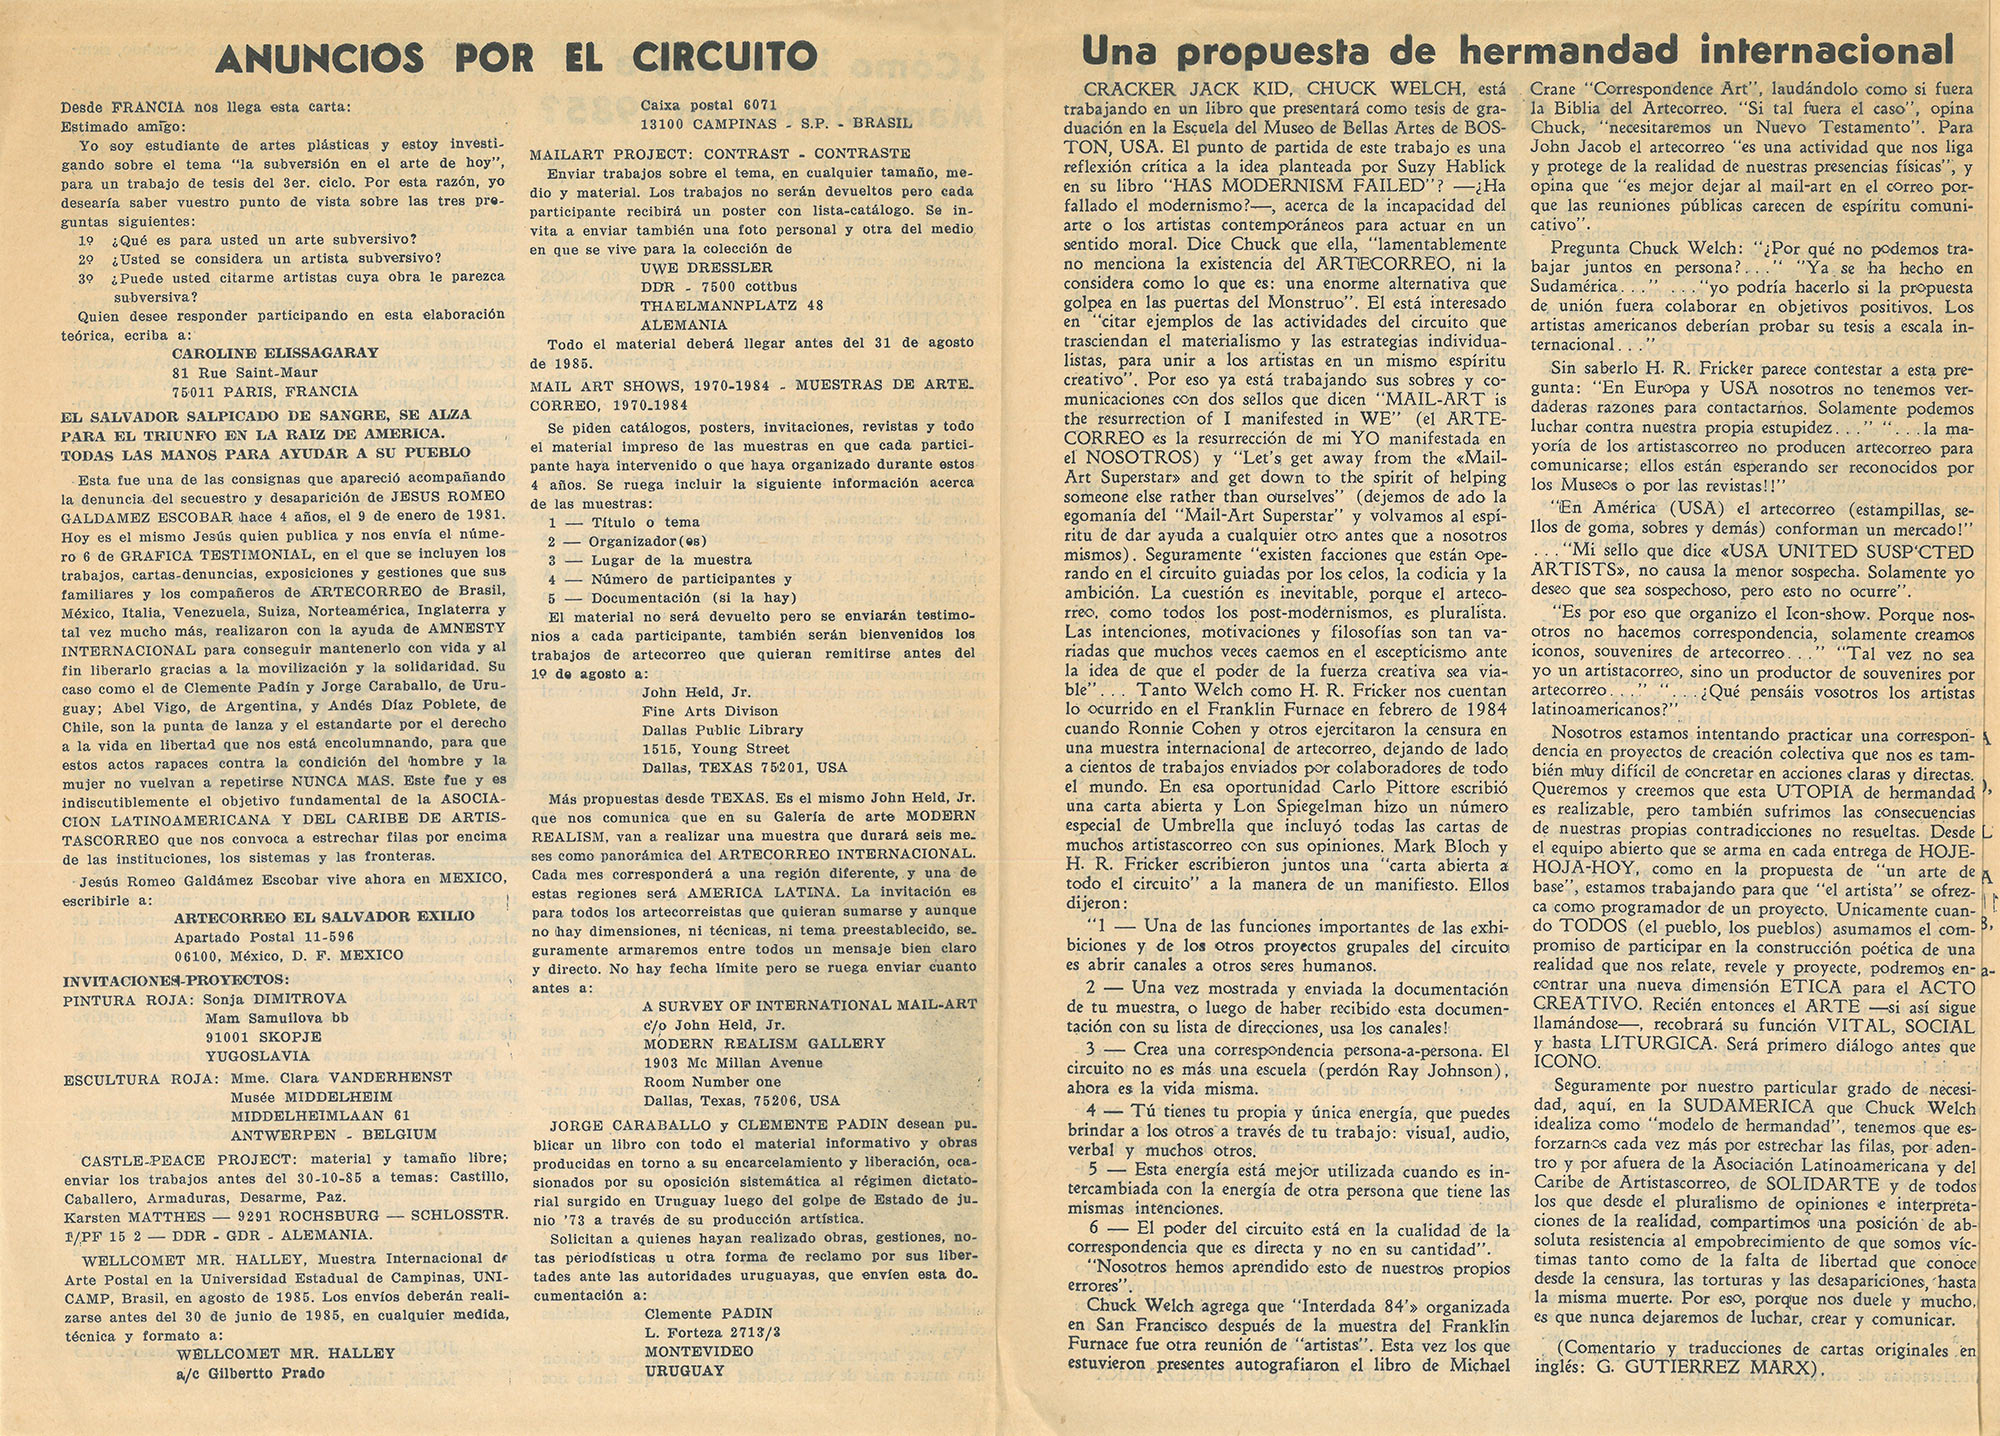 ANUNCIOS POR EL CIRCUITO
Desde FRANCIA nos llega esta carta:
Estimado amigo:
Yo soy estudiante de artes plásticas y estoy investi-
gando sobre el tema "la subversión en el arte de hoy",
para un trabajo de tesis del 3er. ciclo. Por esta razón, yo
desearía saber vuestro punto de vista sobre las tres pre-
guntas siguientes:
1º ¿Qué es para usted un arte subversivo?
2º ¿Usted se considera un artista subversivo?
3º ¿Puede usted citarme artistas cuya obra le parezca
subversiva?
Quien desee responder participando en esta elaboración
teórica, ecriba a:
CAROLINE ELISSAGARAY
81 Rue Saint-Maur
75011 PARIS, FRANCIA
EL SALVADOR SALPICADO DE SANGRE, SE ALZA
PARA EL TRIUNFO EN LA RAIZ DE AMERICA.
TODAS LAS MANOS PARA AYUDAR A SU PUEBLO
Esta fue una de las consignas que apareció acompañando
la denuncia del secuestro y desaparición de JESUS ROMEO
GALDAMEZ ESCOBAR hace 4 años, el 9 de enero de 1981.
Hoy es el mismo Jesús quien publica y nos envía el núme-
ro 6 de GRAFICA TESTIMONIAL, en el que se incluyen los
trabajos, cartas-denuncias, exposiciones y gestiones que sus
familiares y los compañeros de ARTECORREO de Brasil,
México, Italia, Venezuela, Suiza, Norteamérica, Inglaterra y
tal vez mucho más, realizaron con la ayuda de AMNESTY
INTERNACIONAL para conseguir mantenerlo con vida y al
fin liberarlo gracias a la movilización y la solidaridad. Su
caso como el de Clemente Padín y Jorge Caraballo, de Uru-
guay; Abel Vigo, de Argentina, y Andés Díaz Poblete, de
Chile, son la punta de lanza y el estandarte por el derecho
a la vida en libertad que nos está encolumnando, para que
estos actos rapaces contra la condición del hombre y la
mujer no vuelvan a repetirse NUNCA MAS. Este fue y es
indiscutiblemente el objetivo fundamental de la ASOCIA-
CION LATINOAMERICANA Y DEL CARIBE DE ARTIS-
TASCORREO que nos convoca a estrechar filas por encima
de las instituciones, los sistemas y las fronteras.
Jesús Romeo Galdámez Escobar vive ahora en MEXICO,
escribirle a:
ARTECORREO EL SALVADOR EXILIO
Apartado Postal 11-596
06100, México, D. F. MEXICO
INVITACIONES-PROYECTOS:
PINTURA ROJA: Sonja DIMITROVA
Mam Samuilova bb
91001 SKOPJE
YUGOSLAVIA
ESCULTURA ROJA: Mme. Clara VANDERHENST
Musée MIDDELHEIM
MIDDELHEIMLAAN 61
ANTWERPEN - BELGIUM
CASTLE-PEACE PROJECT: material y tamaño libre;
enviar los trabajos antes del 30-10-85 a temas: Castillo,
Caballero, Armaduras, Desarme, Paz.
Karsten MATTHES — 9291 ROCHSBURG — SCHLOSSTR.
1/PF 15 2 — DDR - GDR - ALEMANIA.
WELLCOMET MR. HALLEY, Muestra Internacional de
Arte Postal en la Universidad Estadual de Campinas, UNI-
CAMP, Brasil, en agosto de 1985. Los envíos deberán reali-
zarse antes del 30 de junio de 1985, en cualquier medida,
técnica y formato a:
WELLCOMET MR. HALLEY
a/c Gilbertto Prado
Caixa postal 6071
13100 CAMPINAS - S.P. - BRASIL
MAILART PROJECT: CONTRAST - CONTRASTE
Enviar trabajos sobre el tema, en cualquier tamaño, me-
dio y material. Los trabajos no serán devueltos pero cada
participante recibirá un poster con lista-catálogo. Se in-
vita a enviar también una foto personal y otra del medio
en que se vive para la colección de
UWE DRESSLER
DDR - 7500 cottbus
THAELMANNPLATZ 48
ALEMANIA
Todo el material deberá llegar antes del 31 de agosto
de 1985.
MAIL ART SHOWS, 1970-1984 - MUESTRAS DE ARTE-
CORREO, 1970-1984
Se piden catálogos, posters, invitaciones, revistas y todo
el material impreso de las muestras en que cada partici-
pante haya intervenido o que haya organizado durante estos
4 años. Se ruega incluir la siguiente información acerca
de las muestras:
1 — Título o tema
2 — Organizador(es)
3 — Lugar de la muestra
4 — Número de participantes y
5 — Documentación (si la hay)
El material no será devuelto pero se enviarán testimo-
nios a cada participante, también serán bienvenidos los
trabajos de artecorreo que quieran remitirse antes del
1º de agosto a:
John Held, Jr.
Fine Arts Divison
Dallas Public Library
1515, Young Street
Dallas, TEXAS 75201, USA
Más propuestas desde TEXAS. Es el mismo John Held, Jr.
que nos comunica que en su Galería de arte MODERN
REALISM, van a realizar una muestra que durará seis me-
ses como panorámica del ARTECORREO INTERNACIONAL.
Cada mes corresponderá a una región diferente, y una de
estas regiones será AMERICA LATINA. La invitación es
para todos los artecorreistas que quieran sumarse y aunque
no hay dimensiones, ni técnicas, ni tema preestablecido, se-
guramente armaremos entre todos un mensaje bien claro
y directo. No hay fecha límite pero se ruega enviar cuanto
antes a:
A SURVEY OF INTERNATIONAL MAIL-ART
c/o John Held, Jr.
MODERN REALISM GALLERY
1903 Mc Millan Avenue
Room Number one
Dallas, Texas, 75206, USA
JORGE CARABALLO y CLEMENTE PADIN desean pu-
blicar un libro con todo el material informativo y obras
producidas en torno a su encarcelamiento y liberación, oca-
sionados por su oposición sistemática al régimen dictato-
rial surgido en Uruguay luego del golpe de Estado de ju-
nio '73 a través de su producción artística.
Solicitan a quienes hayan realizado obras, gestiones, no-
tas periodísticas u otra forma de reclamo por sus liber-
tades ante las autoridades uruguayas, que envíen esta do-
cumentación a:
Clemente PADIN
L. Forteza 2713/3
MONTEVIDEO
URUGUAY
Una propuesta de hermandad internacional
CRACKER JACK KID, CHUCK WELCH, está
trabajando en un libro que presentará como tesis de gra-
duación en la Escuela del Museo de Bellas Artes de BOS-
TON, USA. El punto de partida de este trabajo es una
reflexión crítica a la idea planteada por Suzy Hablick
en su libro "HAS MODERNISM FAILED"? —¿Ha
fallado el modernismo?—, acerca de la incapacidad del
arte o los artistas contemporáneos para actuar en un
sentido moral. Dice Chuck que ella, "lamentablemente
no menciona la existencia del ARTECORREO, ni la
considera como lo que es: una enorme alternativa que
golpea en las puertas del Monstruo". El está interesado
en "citar ejemplos de las actividades del circuito que
trasciendan el materialismo y las estrategias individua-
listas, para unir a los artistas en un mismo espíritu
creativo". Por eso ya está trabajando sus sobres y co-
municaciones con dos sellos que dicen "MAIL-ART is
the resurrection of I manifested in WE" (el ARTE-
CORREO es la resurrección de mi YO manifestada en
el NOSOTROS) y "Let's get away from the «Mail-
Art Superstar» and get down to the spirit of helping
someone else rather than ourselves" (dejemos de ado la
egomanía del "Mail-Art Superstar" y volvamos al espí-
ritu de dar ayuda a cualquier otro antes que a nosotros
mismos). Seguramente "existen facciones que están ope-
rando en el circuito guiadas por los celos, la codicia y la
ambición. La cuestión es inevitable, porque el arteco-
rreo, como todos los post-modernismos, es pluralista.
Las intenciones, motivaciones y filosofías son tan va-
riadas que muchos veces caemos en el escepticismo ante
la idea de que el poder de la fuerza creativa sea via-
ble"... Tanto Welch como H. R. Fricker nos cuentan
lo ocurrido en el Franklin Furnace en febrero de 1984
cuando Ronnie Cohen y otros ejercitaron la censura en
una muestra internacional de artecorreo, dejando de lado
a cientos de trabajos enviados por colaboradores de todo
el mundo. En esa oportunidad Carlo Pittore escribió
una carta abierta y Lon Spiegelman hizo un número
especial de Umbrella que incluyó todas las cartas de
muchos artistascorreo con sus opiniones. Mark Bloch y
H. R. Fricker escribieron juntos una "carta abierta a
todo el circuito" a la manera de un manifiesto. Ellos
dijeron:
"1 — Una de las funciones importantes de las exhi-
biciones y de los otros proyectos grupales del circuito
es abrir canales a otros seres humanos.
2 — Una vez mostrada y enviada la documentación
de tu muestra, o luego de haber recibido esta documen-
tación con su lista de direcciones, usa los canales!
3 — Crea una correspondencia persona-a-persona. El
circuito no es más una escuela (perdón Ray Johnson),
ahora es la vida misma.
4 — Tú tienes tu propia y única energía, que puedes
brindar a los otros a través de tu trabajo: visual, audio,
verbal y muchos otros.
5 — Esta energía está mejor utilizada cuando es in-
tercambiada con la energía de otra persona que tiene las
mismas intenciones.
6 — El poder del circuito está en la cualidad de la
correspondencia que es directa y no en su cantidad".
"Nosotros hemos aprendido esto de nuestros propios
errores".
Chuck Welch agrega que "Interdada 84'» organizada
en San Francisco después de la muestra del Franklin
Furnace fue otra reunión de "artistas". Esta vez los que
estuvieron presentes autografiaron el libro de Michael
Crane "Correspondence Art", laudándolo como si fuera
la Biblia del Artecorreo. "Si tal fuera el caso", opina
Chuck, "necesitaremos un Nuevo Testamento". Para
John Jacob el artecorreo "es una actividad que nos liga
y protege de la realidad de nuestras presencias físicas", y
opina que "es mejor dejar al mail-art en el correo por-
que las reuniones públicas carecen de espíritu comuni-
cativo".
Pregunta Chuck Welch: "¿Por qué no podemos tra-
bajar juntos en persona?..." "Ya se ha hecho en
Sudamérica..." ..."yo podría hacerlo si la propuesta
de unión fuera colaborar en objetivos positivos. Los
artistas americanos deberían probar su tesis a escala in-
ternacional..."
Sin saberlo H. R. Fricker parece contestar a esta pre-
gunta: "En Europa y USA nosotros no tenemos ver-
daderas razones para contactarnos. Solamente podemos
luchar contra nuestra propia estupidez..." "...la ma-
yoría de los artistascorreo no producen artecorreo para
comunicarse; ellos están esperando ser reconocidos por
los Museos o por las revistas!!"
"En América (USA) el artecorreo (estampillas, se-
llos de goma, sobres y demás) conforman un mercado!"
..."Mi sello que dice «USA UNITED SUSP'CTED
ARTISTS», no causa la menor sospecha. Solamente yo
deseo que sea sospechoso, pero esto no ocurre".
"Es por eso que organizo el Icon-show. Porque nos-
otros no hacemos correspondencia, solamente creamos
iconos, souvenires de artecorreo..." "Tal vez no sea
yo un artistacorreo, sino un productor de souvenires por
artecorreo..." "...¿Qué pensáis vosotros los artistas
latinoamericanos?"
Nosotros estamos intentando practicar una correspon-
dencia en proyectos de creación colectiva que nos es tam-
bién muy difícil de concretar en acciones claras y directas.
Queremos y creemos que esta UTOPIA de hermandad
es realizable, pero también sufrimos las consecuencias
de nuestras propias contradicciones no resueltas. Desde
el equipo abierto que se arma en cada entrega de HOJE-
HOJA-HOY, como en la propuesta de "un arte de
base", estamos trabajando para que "el artista" se ofrez-
ca como programador de un proyecto. Unicamente cuan-
do TODOS (el pueblo, los pueblos) asumamos el com-
promiso de participar en la construcción poética de una
realidad que nos relate, revele y proyecte, podremos en-
contrar una nueva dimensión ETICA para el ACTO
CREATIVO. Recién entonces el ARTE —si así sigue
llamándose—, recobrará su función VITAL, SOCIAL
y hasta LITURGICA. Será primero diálogo antes que
ICONO.
Seguramente por nuestro particular grado de necesi-
dad, aquí, en la SUDAMERICA que Chuck Welch
idealiza como "modelo de hermandad", tenemos que es-
forzarnos cada vez más por estrechar las filas, por aden-
tro y por afuera de la Asociación Latinoamericana y del
Caribe de Artistascorreo, de SOLIDARTE y de todos
los que desde el pluralismo de opiniones e interpreta-
ciones de la realidad, compartimos una posición de ab-
soluta resistencia al empobrecimiento de que somos víc-
timas tanto como de la falta de libertad que conoce
desde la censura, las torturas y las desapariciones, hasta
la misma muerte. Por eso, porque nos duele y mucho,
es que nunca dejaremos de luchar, crear y comunicar.
(Comentario y traducciones de cartas originales en
inglés: G. GUTIERREZ MARX).